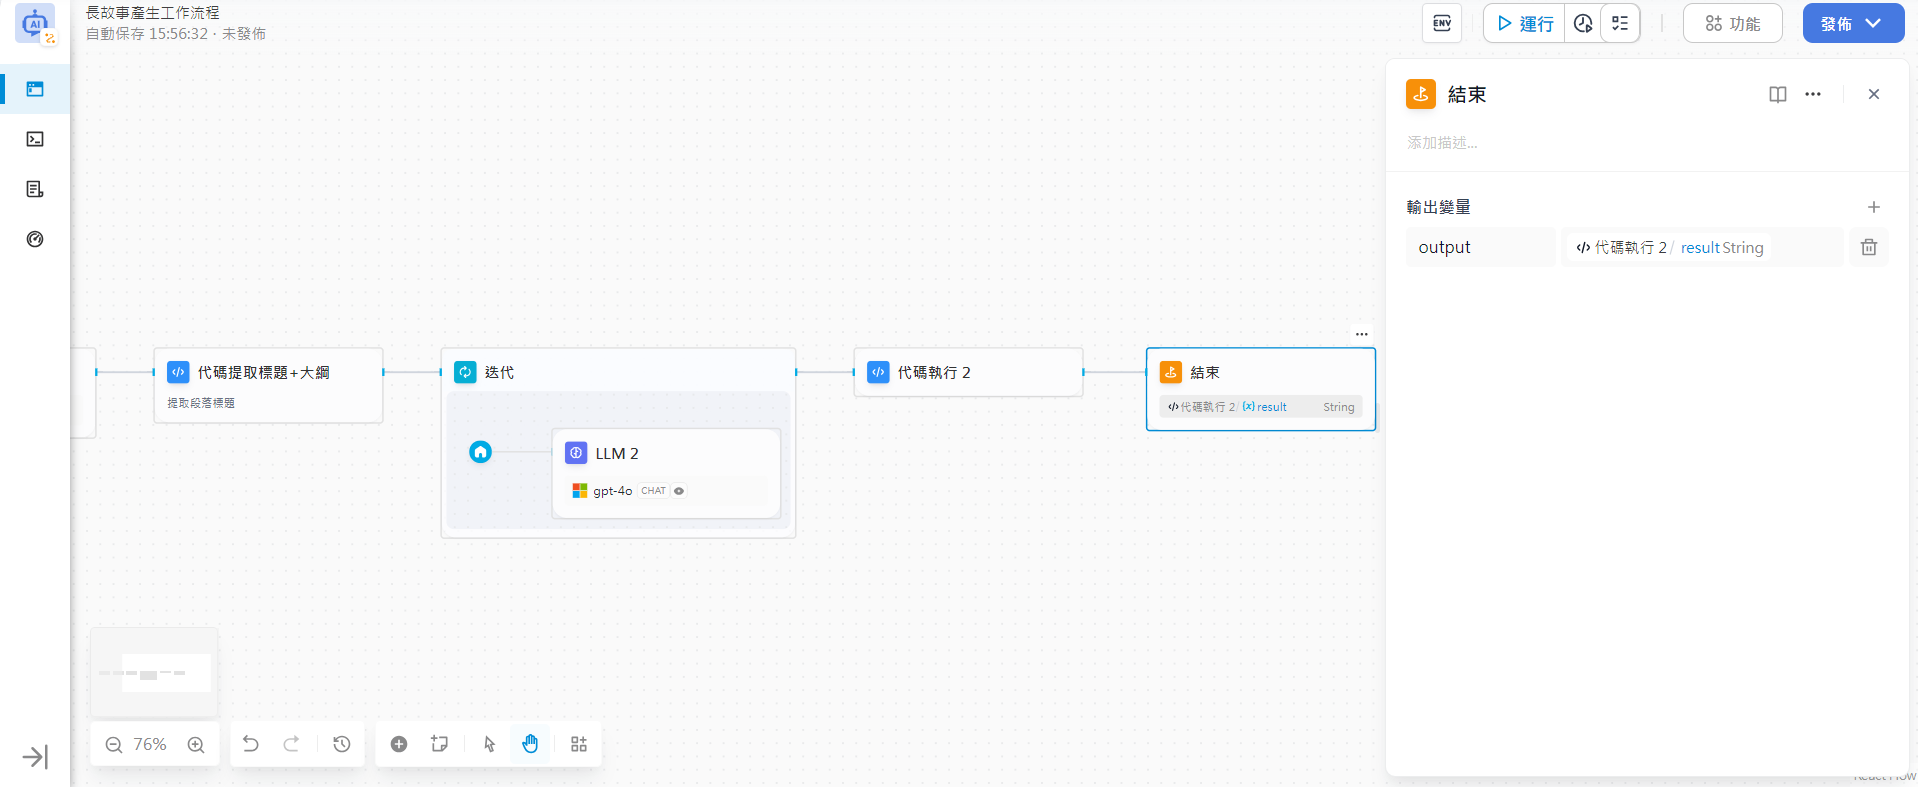 長故事產生工作流程
自動保存 15:56:32 · 未發佈
ENV
運行
功能
發佈
結束
添加描述...
輸出變量
output
代碼執行 2 / result String
代碼提取標題+大綱
提取段落標題
迭代
LLM 2
gpt-4o CHAT
代碼執行 2
結束
代碼執行 2 / {x} result String
76%
React Flow